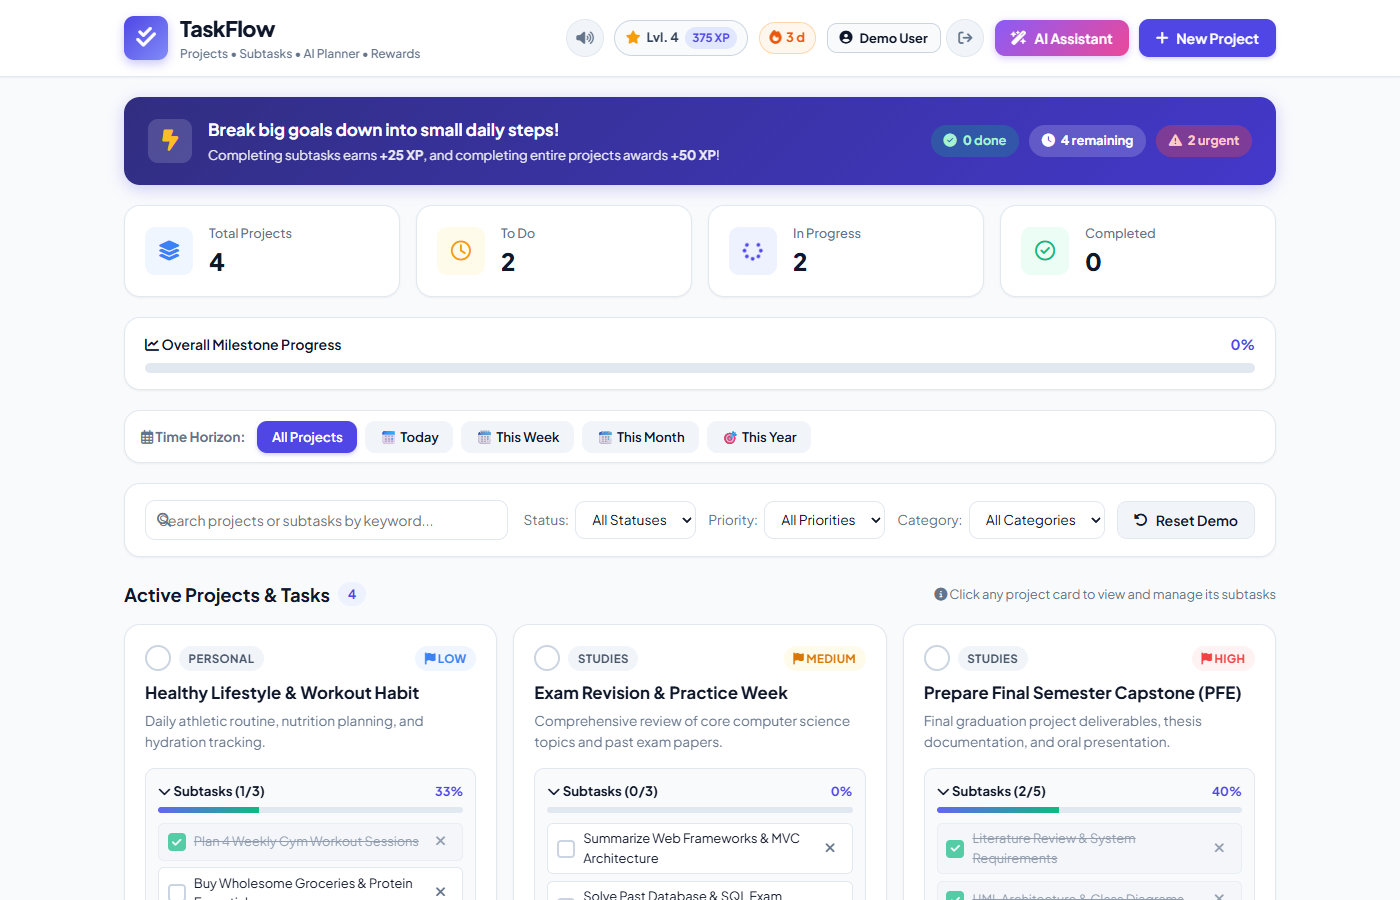 TaskFlow
Projects • Subtasks • AI Planner • Rewards
Lvl. 4 375 XP
3 d
Demo User
AI Assistant
New Project
Break big goals down into small daily steps!
Completing subtasks earns +25 XP, and completing entire projects awards +50 XP!
0 done
4 remaining
2 urgent
Total Projects
4
To Do
2
In Progress
2
Completed
0
Overall Milestone Progress
0%
Time Horizon:
All Projects
Today
This Week
This Month
This Year
Search projects or subtasks by keyword...
Status:
All Statuses
Priority:
All Priorities
Category:
All Categories
Reset Demo
Active Projects & Tasks 4
Click any project card to view and manage its subtasks
PERSONAL
LOW
Healthy Lifestyle & Workout Habit
Daily athletic routine, nutrition planning, and
hydration tracking.
Subtasks (1/3)
33%
Plan 4 Weekly Gym Workout Sessions
Buy Wholesome Groceries & Protein
STUDIES
MEDIUM
Exam Revision & Practice Week
Comprehensive review of core computer science
topics and past exam papers.
Subtasks (0/3)
0%
Summarize Web Frameworks & MVC
Architecture
Solve Past Database & SQL Exam
STUDIES
HIGH
Prepare Final Semester Capstone (PFE)
Final graduation project deliverables, thesis
documentation, and oral presentation.
Subtasks (2/5)
40%
Literature Review & System
Requirements
UML Architecture & Class Diagrams